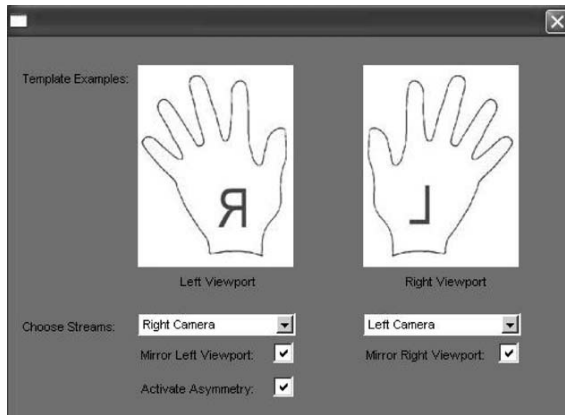 Template Examples:
Я
L
Left Viewport
Right Viewport
Choose Streams:
Right Camera
Left Camera
Mirror Left Viewport:
Mirror Right Viewport:
Activate Asymmetry: